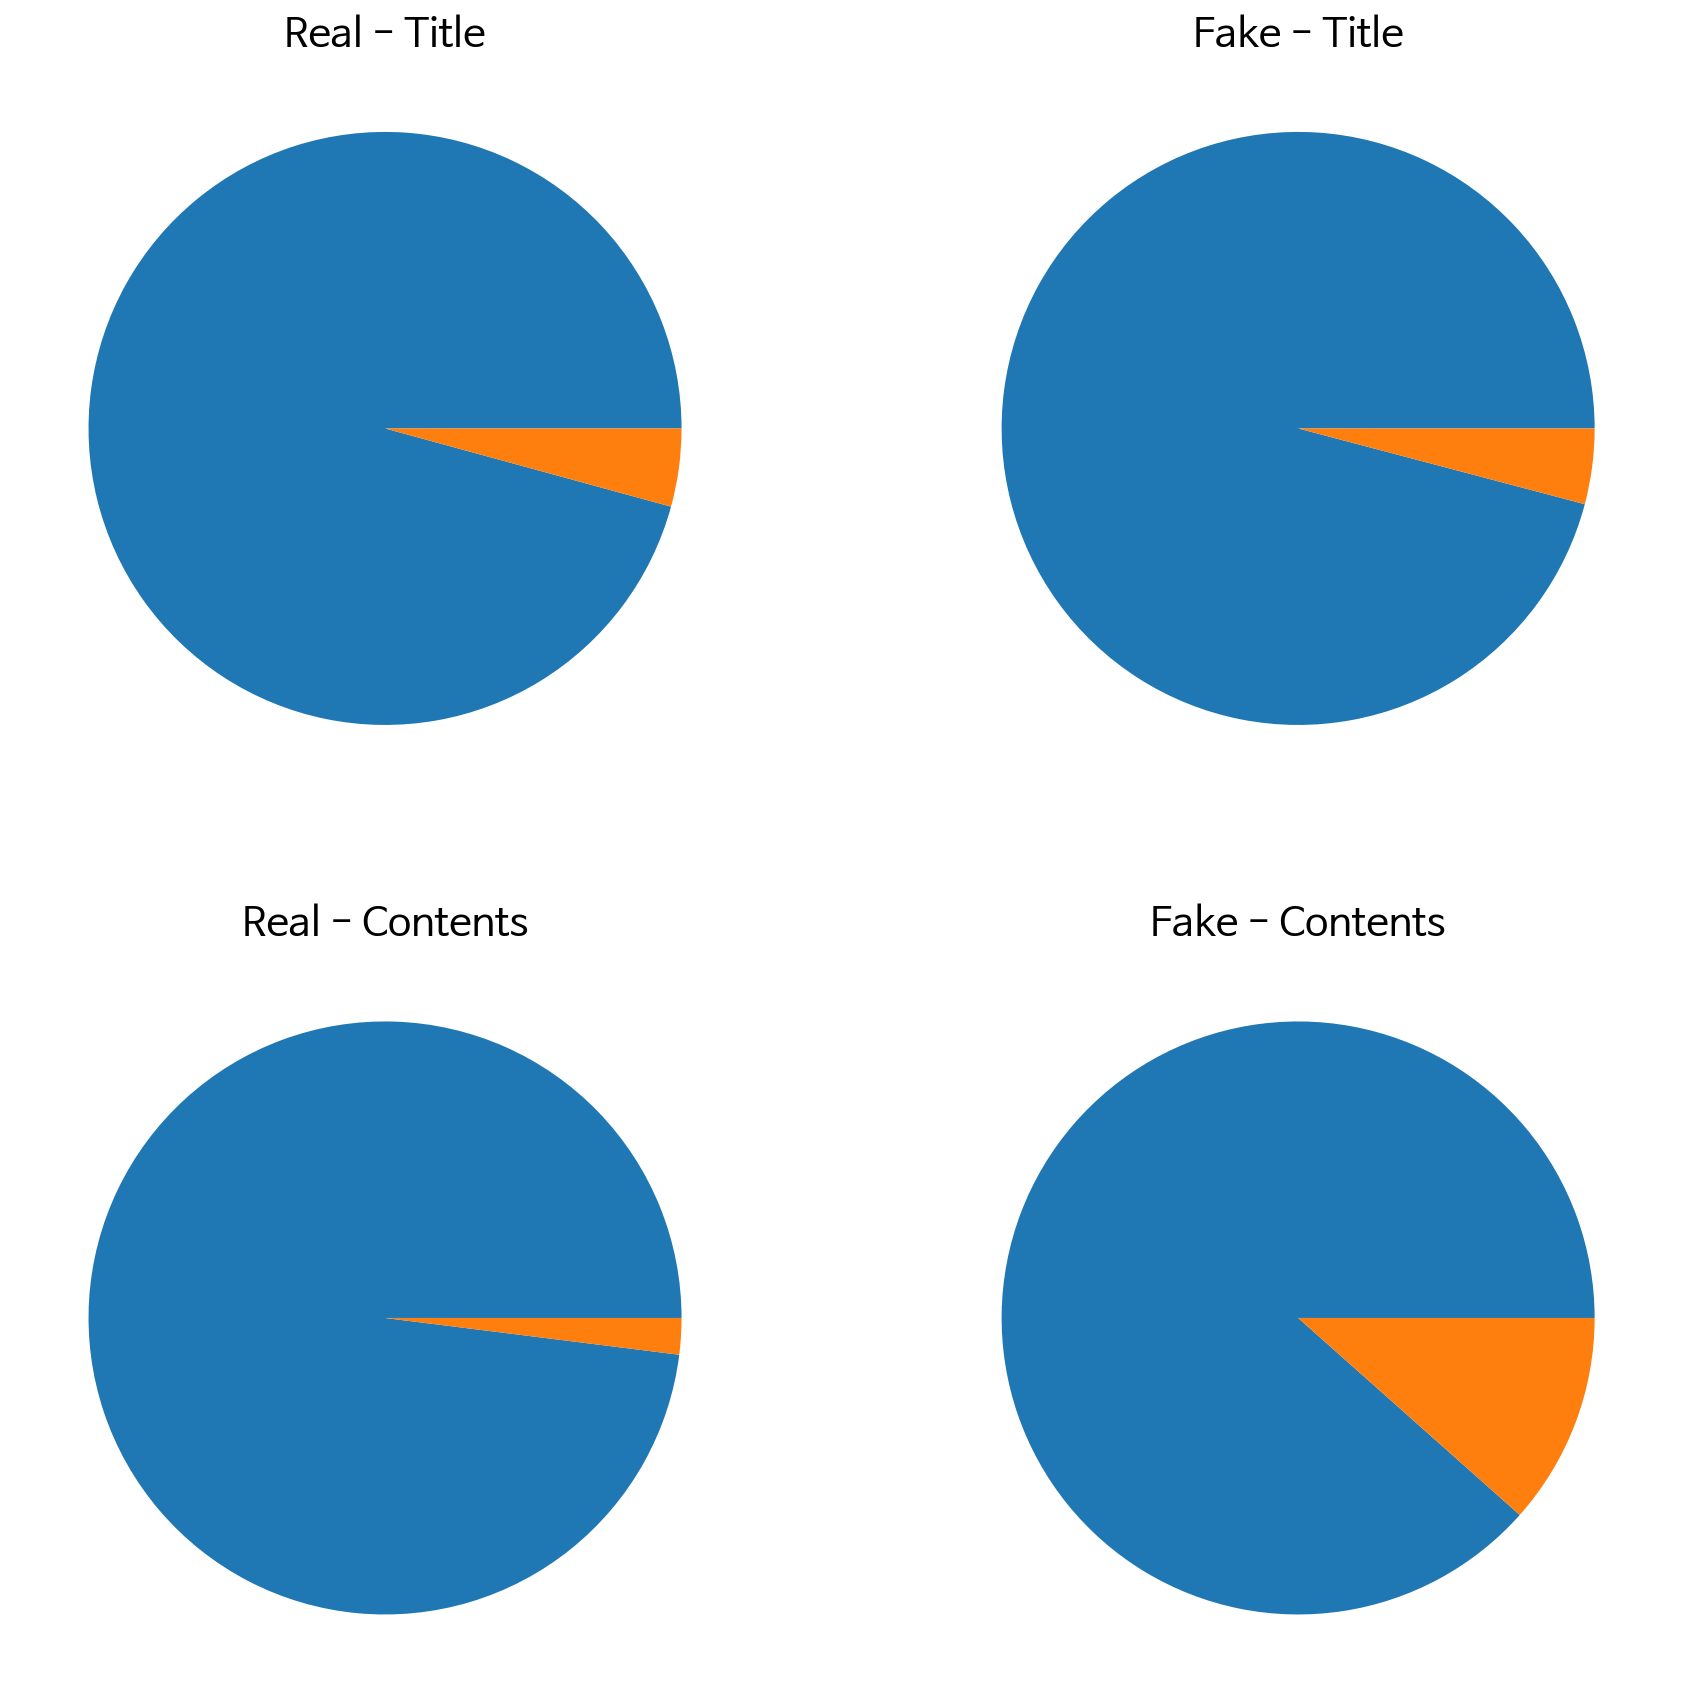 Real - Title
Fake - Title
Real - Contents
Fake - Contents